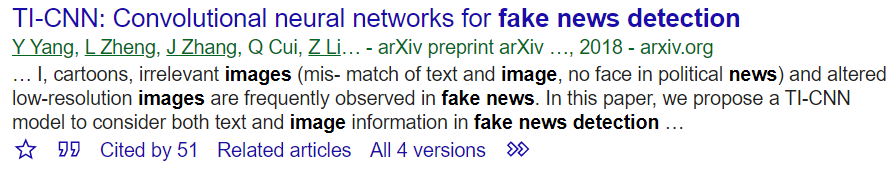 TI-CNN: Convolutional neural networks for fake news detection
Y Yang, L Zheng, J Zhang, Q Cui, Z Li… - arXiv preprint arXiv …, 2018 - arxiv.org
… I, cartoons, irrelevant images (mis- match of text and image, no face in political news) and altered
low-resolution images are frequently observed in fake news. In this paper, we propose a TI-CNN
model to consider both text and image information in fake news detection …
Cited by 51 Related articles All 4 versions